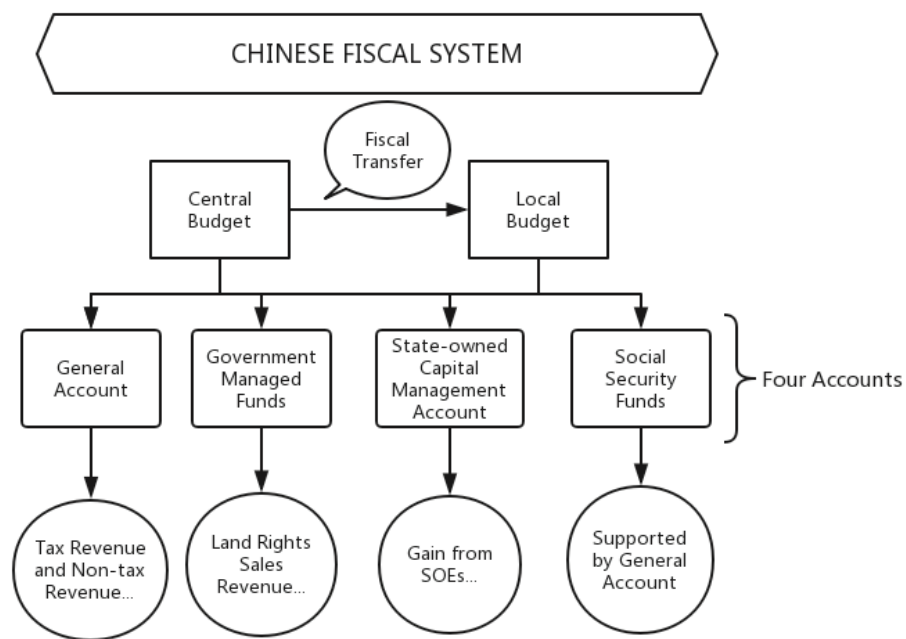 CHINESE FISCAL SYSTEM
Fiscal
Transfer
Central
Budget
Local
Budget
General
Account
Government
Managed
Funds
State-owned
Capital
Management
Account
Social
Security
Funds
Four Accounts
Tax Revenue
and Non-tax
Revenue...
Land Rights
Sales
Revenue...
Gain from
SOEs...
Supported
by General
Account